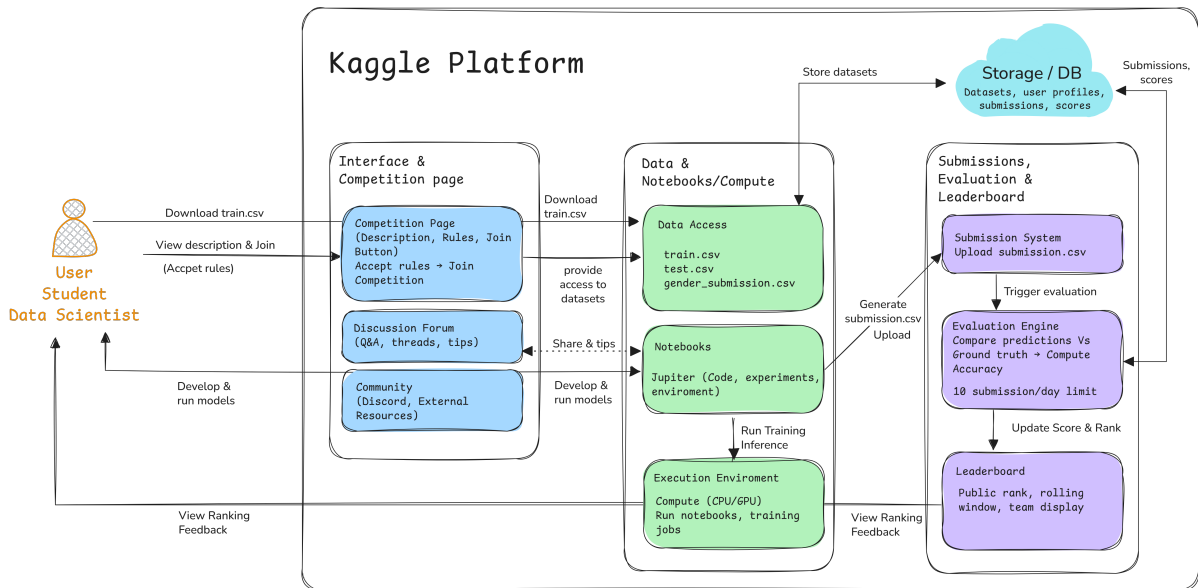 Kaggle Platform
Storage / DB
Datasets, user profiles,
submissions, scores
Store datasets
Submissions,
scores
Interface &
Competition page
Data &
Notebooks/Compute
Submissions,
Evaluation &
Leaderboard
User
Student
Data Scientist
Download train.csv
View description & Join
(Accpet rules)
Competition Page
(Description, Rules, Join
Button)
Accept rules → Join
Competition
Discussion Forum
(Q&A, threads, tips)
Community
(Discord, External
Resources)
Download
train.csv
provide
access to
datasets
Share & tips
Develop &
run models
Develop &
run models
Data Access
train.csv
test.csv
gender_submission.csv
Notebooks
Jupiter (Code, experiments,
enviroment)
Run Training
Inference
Execution Enviroment
Compute (CPU/GPU)
Run notebooks, training
jobs
Generate
submission.csv
Upload
Submission System
Upload submission.csv
Trigger evaluation
Evaluation Engine
Compare predictions Vs
Ground truth → Compute
Accuracy
10 submission/day limit
Update Score & Rank
Leaderboard
Public rank, rolling
window, team display
View Ranking
Feedback
View Ranking
Feedback